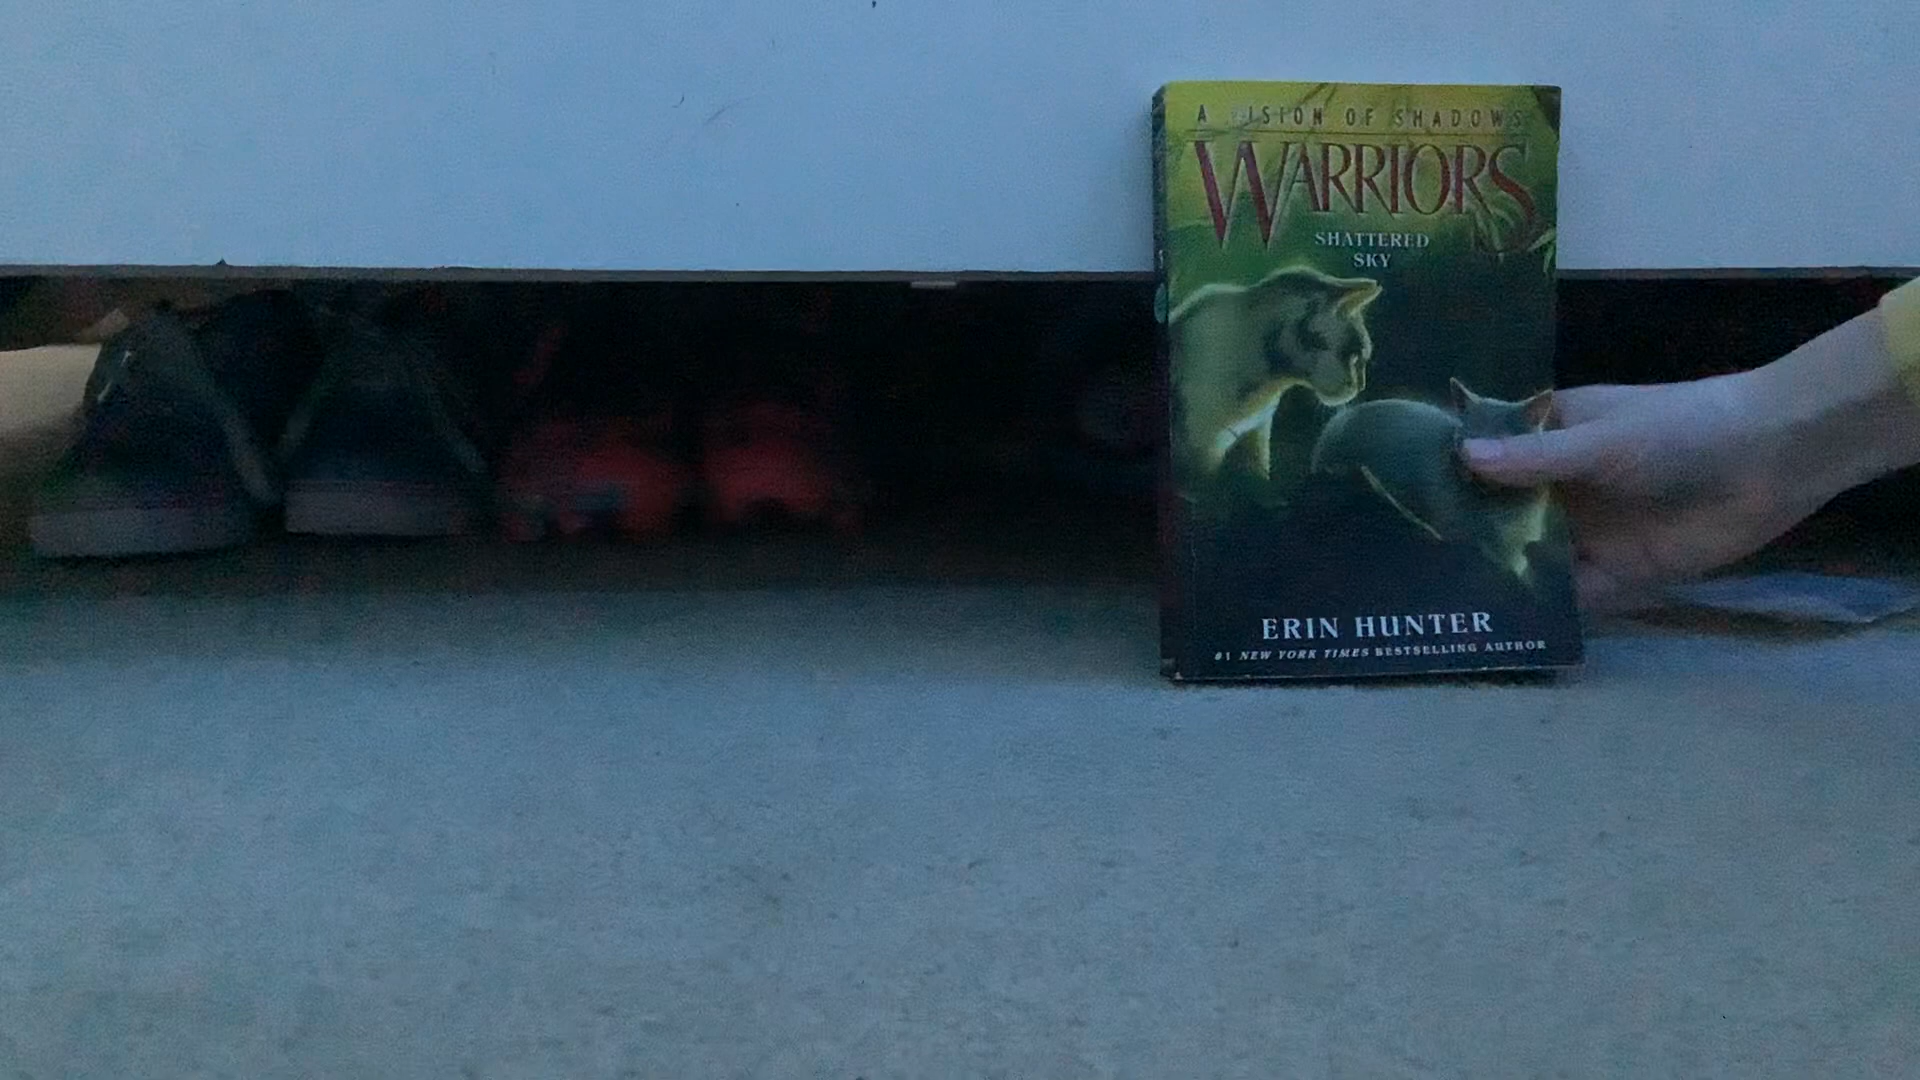 A VISION OF SHADOWS
WARRIORS
SHATTERED
SKY
ERIN HUNTER
#1 NEW YORK TIMES BESTSELLING AUTHOR